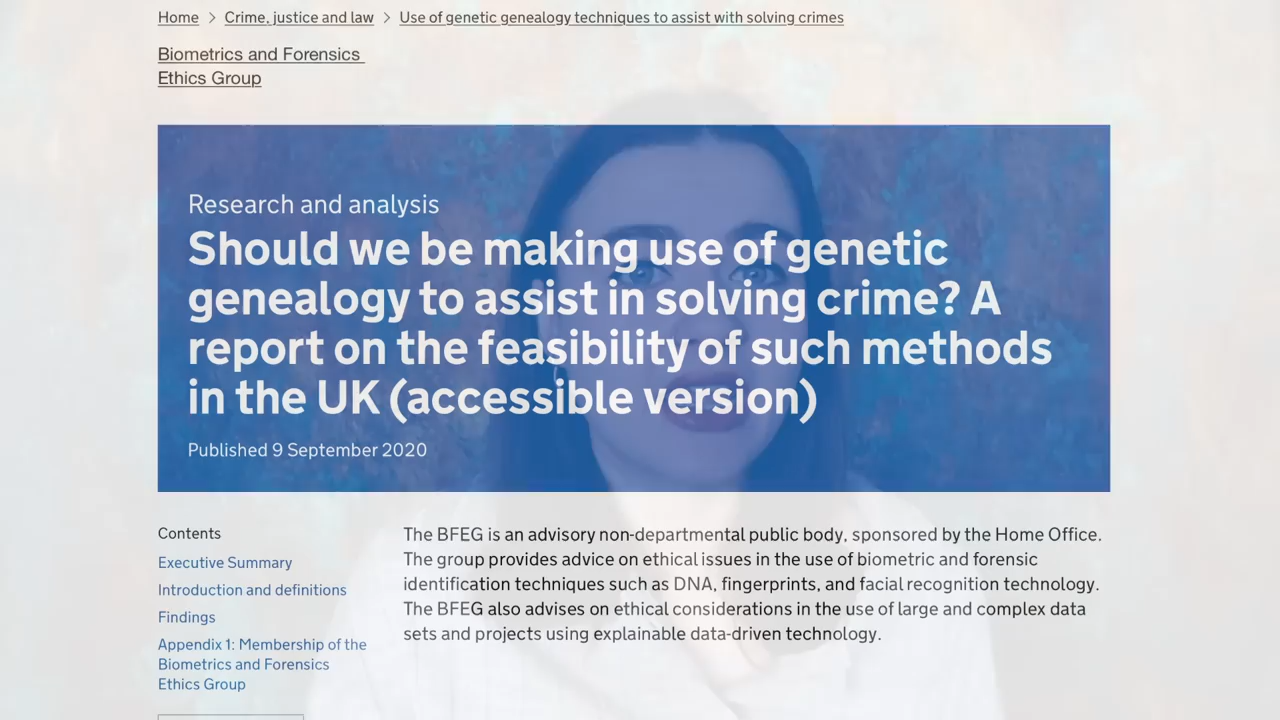 Home > Crime, justice and law > Use of genetic genealogy techniques to assist with solving crimes
Biometrics and Forensics
Ethics Group
Research and analysis
Should we be making use of genetic
genealogy to assist in solving crime? A
report on the feasibility of such methods
in the UK (accessible version)
Published 9 September 2020
Contents
Executive Summary
Introduction and definitions
Findings
Appendix 1: Membership of the
Biometrics and Forensics
Ethics Group
The BFEG is an advisory non-departmental public body, sponsored by the Home Office.
The group provides advice on ethical issues in the use of biometric and forensic
identification techniques such as DNA, fingerprints, and facial recognition technology.
The BFEG also advises on ethical considerations in the use of large and complex data
sets and projects using explainable data-driven technology.